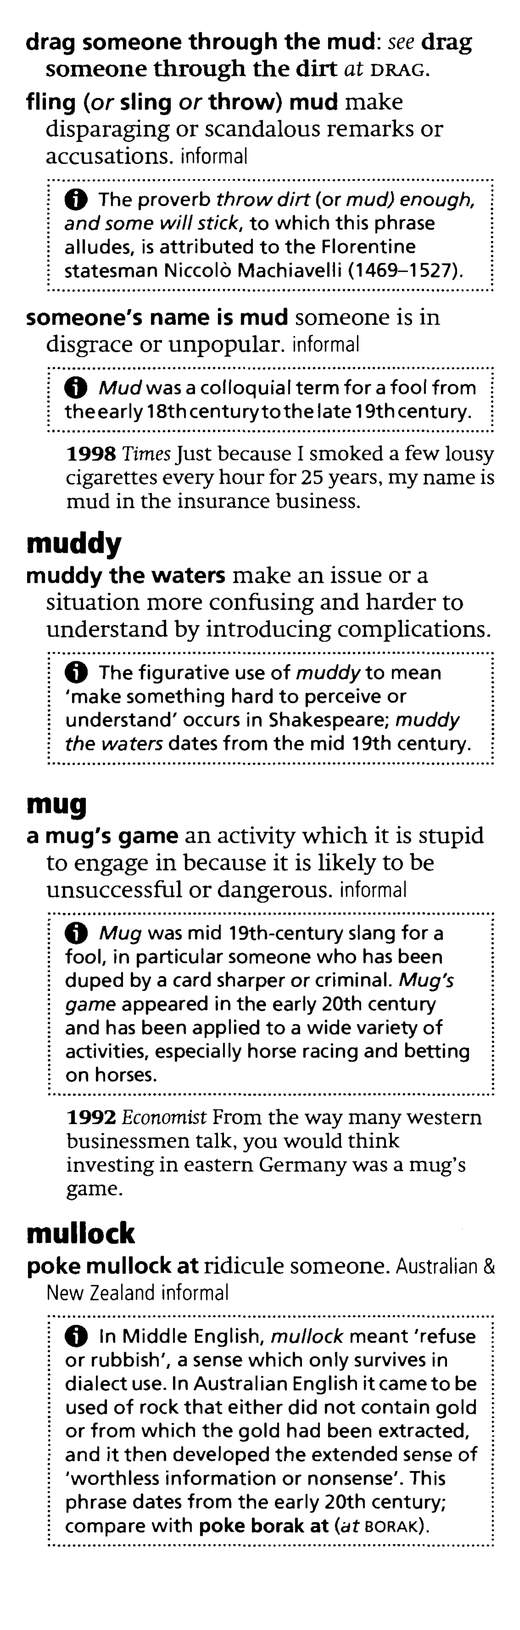 drag someone through the mud: see drag
someone through the dirt at DRAG.
fling (or sling or throw) mud make
disparaging or scandalous remarks or
accusations. informal
The proverb throw dirt (or mud) enough,
and some will stick, to which this phrase
alludes, is attributed to the Florentine
statesman Niccolò Machiavelli (1469–1527).
someone's name is mud someone is in
disgrace or unpopular. informal
Mud was a colloquial term for a fool from
the early 18th century to the late 19th century.
1998 Times Just because I smoked a few lousy
cigarettes every hour for 25 years, my name is
mud in the insurance business.
muddy
muddy the waters make an issue or a
situation more confusing and harder to
understand by introducing complications.
The figurative use of muddy to mean
'make something hard to perceive or
understand' occurs in Shakespeare; muddy
the waters dates from the mid 19th century.
mug
a mug's game an activity which it is stupid
to engage in because it is likely to be
unsuccessful or dangerous. informal
Mug was mid 19th-century slang for a
fool, in particular someone who has been
duped by a card sharper or criminal. Mug's
game appeared in the early 20th century
and has been applied to a wide variety of
activities, especially horse racing and betting
on horses.
1992 Economist From the way many western
businessmen talk, you would think
investing in eastern Germany was a mug's
game.
mullock
poke mullock at ridicule someone. Australian &
New Zealand informal
In Middle English, mullock meant 'refuse
or rubbish', a sense which only survives in
dialect use. In Australian English it came to be
used of rock that either did not contain gold
or from which the gold had been extracted,
and it then developed the extended sense of
'worthless information or nonsense'. This
phrase dates from the early 20th century;
compare with poke borak at (at BORAK).